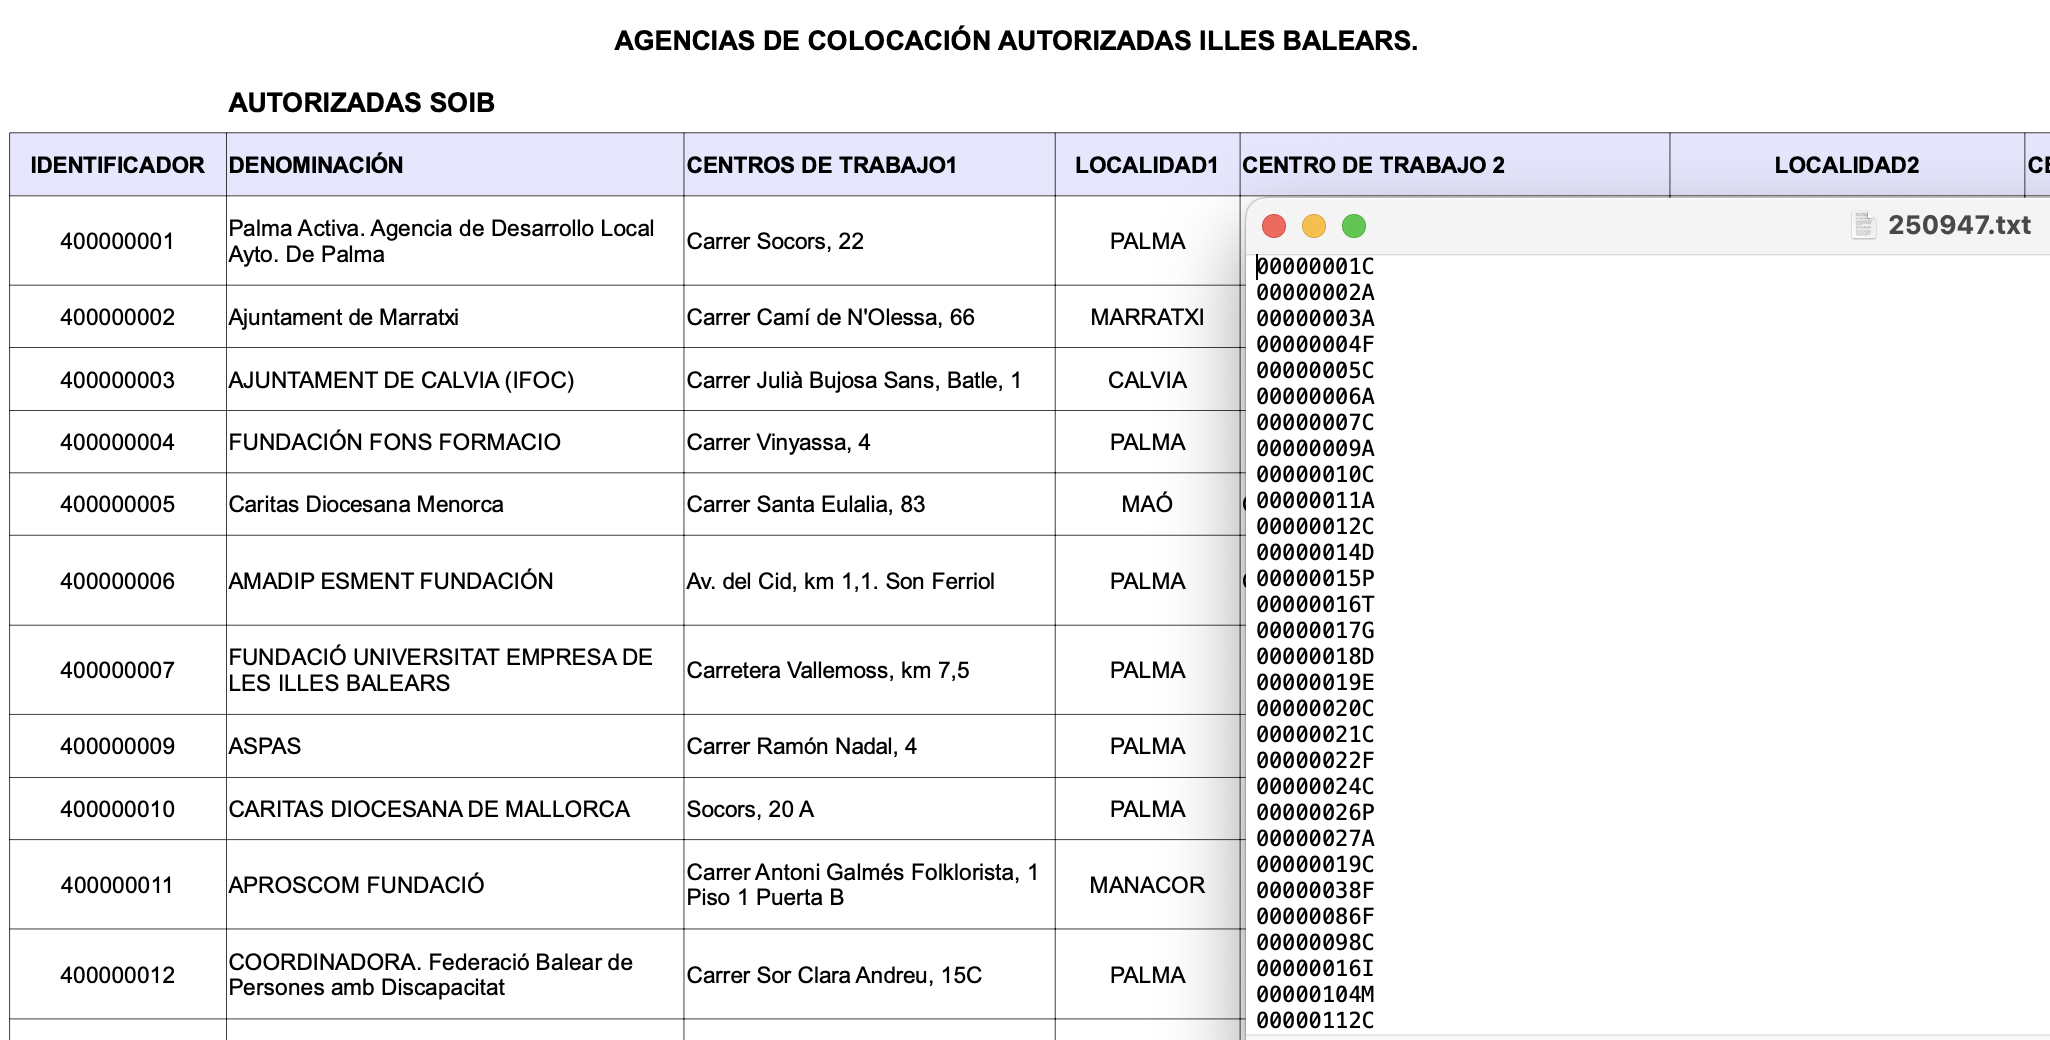 AGENCIAS DE COLOCACIÓN AUTORIZADAS ILLES BALEARS.
AUTORIZADAS SOIB
IDENTIFICADOR DENOMINACIÓN CENTROS DE TRABAJO1 LOCALIDAD1 CENTRO DE TRABAJO 2 LOCALIDAD2
400000001 Palma Activa. Agencia de Desarrollo Local
Ayto. De Palma Carrer Socors, 22 PALMA
400000002 Ajuntament de Marratxi Carrer Camí de N'Olessa, 66 MARRATXI
400000003 AJUNTAMENT DE CALVIA (IFOC) Carrer Julià Bujosa Sans, Batle, 1 CALVIA
400000004 FUNDACIÓN FONS FORMACIO Carrer Vinyassa, 4 PALMA
400000005 Caritas Diocesana Menorca Carrer Santa Eulalia, 83 MAÓ
400000006 AMADIP ESMENT FUNDACIÓN Av. del Cid, km 1,1. Son Ferriol PALMA
400000007 FUNDACIÓ UNIVERSITAT EMPRESA DE
LES ILLES BALEARS Carretera Vallemoss, km 7,5 PALMA
400000009 ASPAS Carrer Ramón Nadal, 4 PALMA
400000010 CARITAS DIOCESANA DE MALLORCA Socors, 20 A PALMA
400000011 APROSCOM FUNDACIÓ Carrer Antoni Galmés Folklorista, 1
Piso 1 Puerta B MANACOR
400000012 COORDINADORA. Federació Balear de
Persones amb Discapacitat Carrer Sor Clara Andreu, 15C PALMA
250947.txt
00000001C
00000002A
00000003A
00000004F
00000005C
00000006A
00000007C
00000009A
00000010C
00000011A
00000012C
00000014D
00000015P
00000016T
00000017G
00000018D
00000019E
00000020C
00000021C
00000022F
00000024C
00000026P
00000027A
00000019C
00000038F
00000086F
00000098C
00000016I
00000104M
00000112C